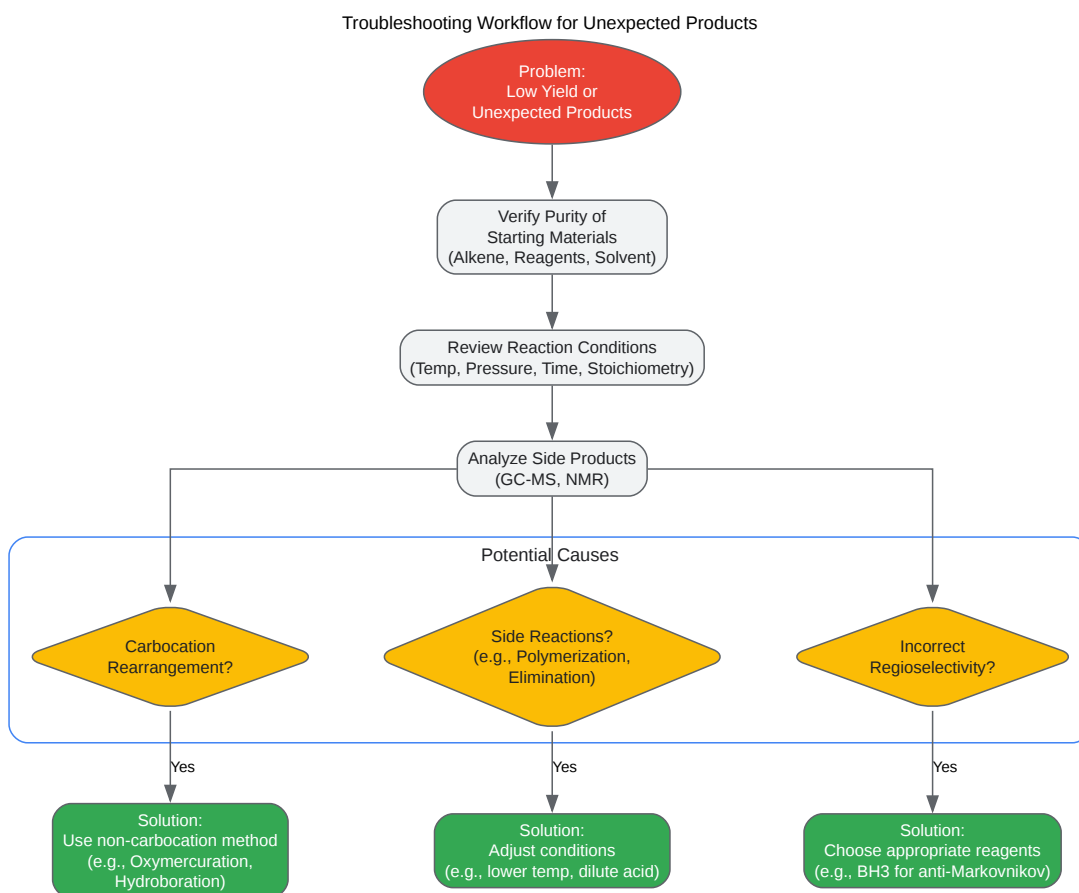 Troubleshooting Workflow for Unexpected Products
Problem:
Low Yield or
Unexpected Products
Verify Purity of
Starting Materials
(Alkene, Reagents, Solvent)
Review Reaction Conditions
(Temp, Pressure, Time, Stoichiometry)
Analyze Side Products
(GC-MS, NMR)
Potential Causes
Carbocation
Rearrangement?
Side Reactions?
(e.g., Polymerization,
Elimination)
Incorrect
Regioselectivity?
Yes
Yes
Yes
Solution:
Use non-carbocation method
(e.g., Oxymercuration,
Hydroboration)
Solution:
Adjust conditions
(e.g., lower temp, dilute acid)
Solution:
Choose appropriate reagents
(e.g., BH3 for anti-Markovnikov)